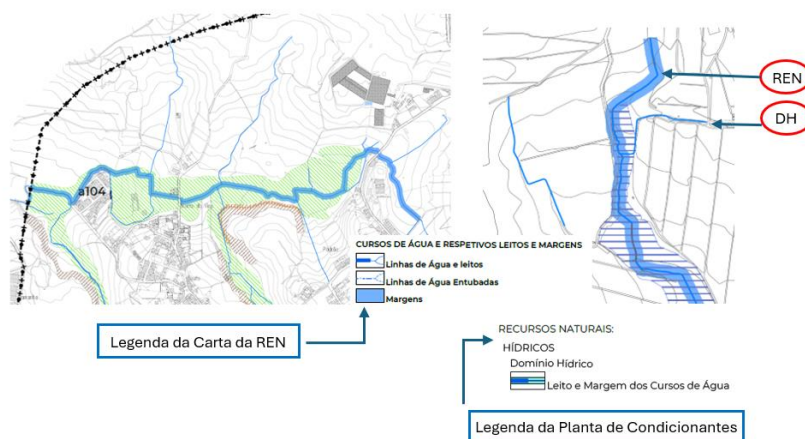 REN
DH
a104
CURSOS DE ÁGUA E RESPETIVOS LEITOS E MARGENS
Linhas de Água e leitos
Linhas de Água Entubadas
Margens
Legenda da Carta da REN
RECURSOS NATURAIS:
HÍDRICOS
Domínio Hídrico
Leito e Margem dos Cursos de Água
Legenda da Planta de Condicionantes